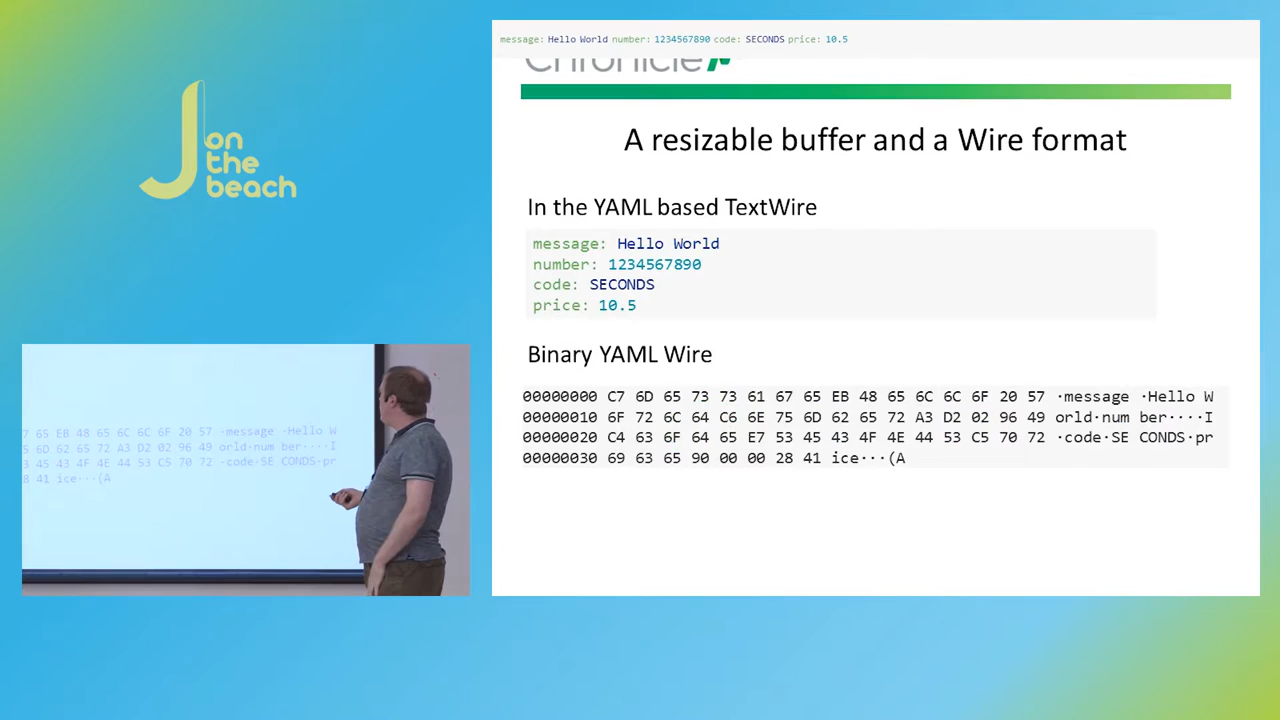 message: Hello World number: 1234567890 code: SECONDS price: 10.5
Chronicle
J on
the
beach
A resizable buffer and a Wire format
In the YAML based TextWire
message: Hello World
number: 1234567890
code: SECONDS
price: 10.5
Binary YAML Wire
00000000 C7 6D 65 73 73 61 67 65 EB 48 65 6C 6C 6F 20 57 ·message ·Hello W
00000010 6F 72 6C 64 C6 6E 75 6D 62 65 72 A3 D2 02 96 49 orld·num ber····I
00000020 C4 63 6F 64 65 E7 53 45 43 4F 4E 44 53 C5 70 72 ·code·SE CONDS·pr
00000030 69 63 65 90 00 00 28 41 ice···(A
7 65 EB 48 65 6C 6C 6F 20 57 ·message ·Hello W
6D 62 65 72 A3 D2 02 96 49 orld·num ber····I
3 45 43 4F 4E 44 53 C5 70 72 ·code·SE CONDS·pr
8 41 ice···(A